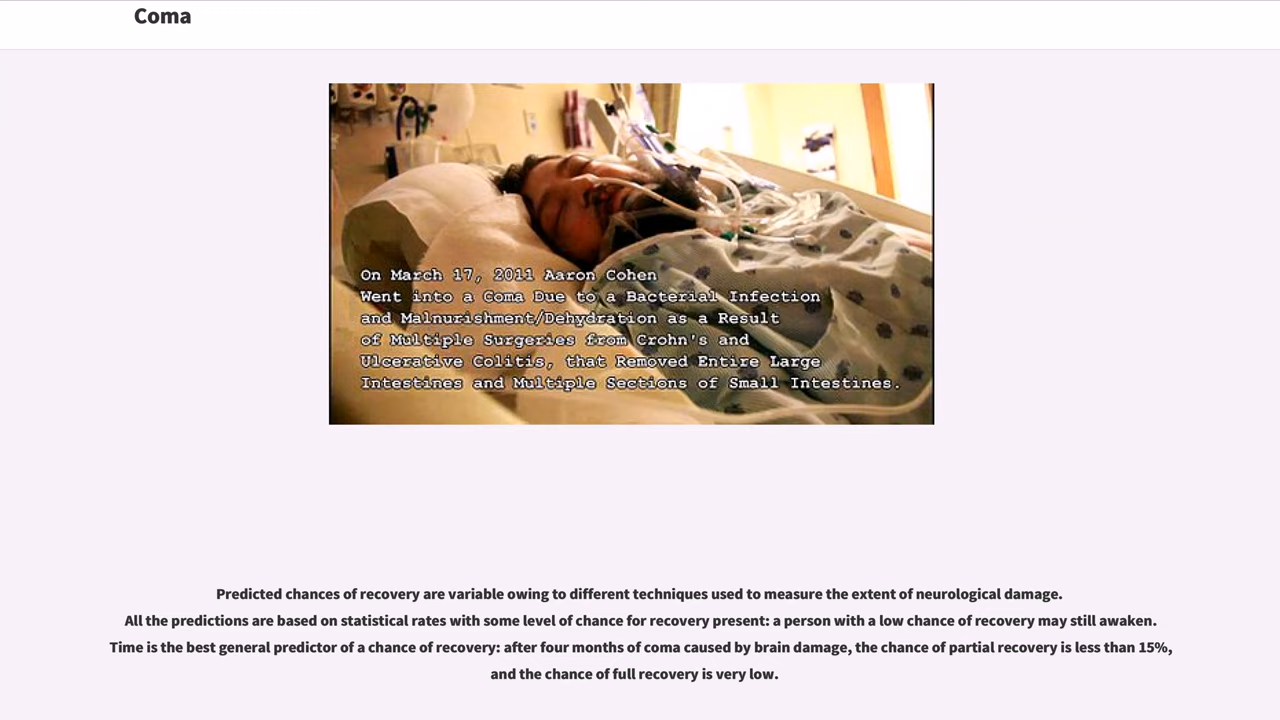 Coma
On March 17, 2011 Aaron Cohen
Went into a Coma Due to a Bacterial Infection
and Malnurishment/Dehydration as a Result
of Multiple Surgeries from Crohn's and
Ulcerative Colitis, that Removed Entire Large
Intestines and Multiple Sections of Small Intestines.
Predicted chances of recovery are variable owing to different techniques used to measure the extent of neurological damage.
All the predictions are based on statistical rates with some level of chance for recovery present: a person with a low chance of recovery may still awaken.
Time is the best general predictor of a chance of recovery: after four months of coma caused by brain damage, the chance of partial recovery is less than 15%,
and the chance of full recovery is very low.